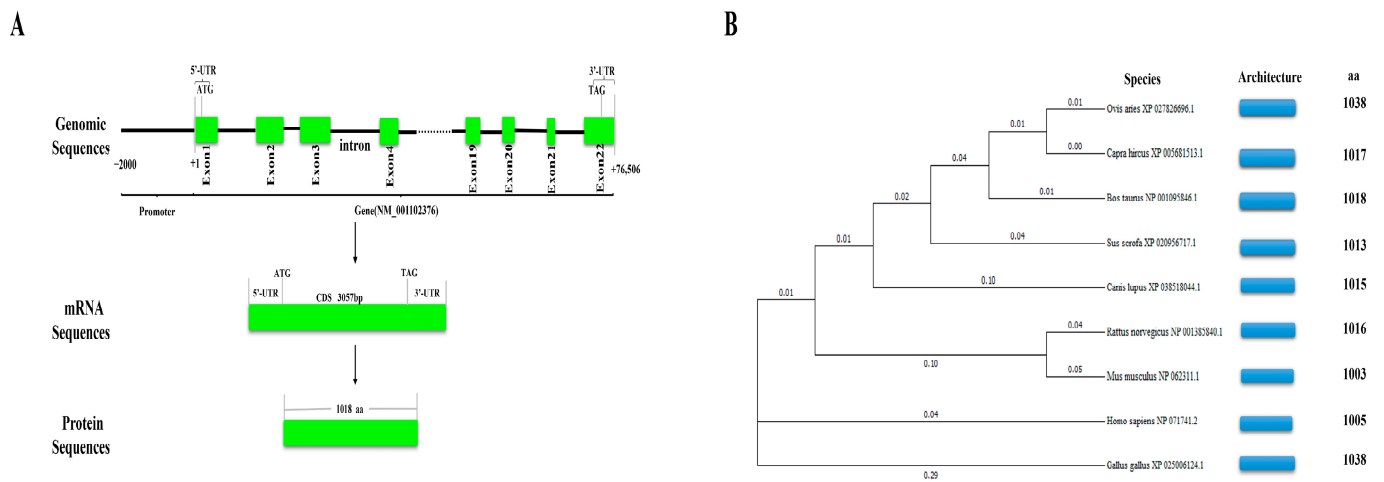 A
5'-UTR
ATG
3'-UTR
TAG
Genomic
Sequences
intron
−2000
+1
Exon1
Exon2
Exon3
Exon4
Exon19
Exon20
Exon21
Exon22
+76,506
Promoter
Gene(NM_001102376)
ATG
TAG
5'-UTR
CDS 3057bp
3'-UTR
mRNA
Sequences
1018 aa
Protein
Sequences
B
Species
Architecture
aa
0.01
Ovis aries XP 027826696.1
1038
0.01
0.00
Capra hircus XP 005681513.1
1017
0.04
0.01
Bos taurus NP 001095846.1
1018
0.02
0.04
Sus scrofa XP 020956717.1
1013
0.01
0.10
Canis lupus XP 038518044.1
1015
0.01
0.04
Rattus norvegicus NP 001385840.1
1016
0.10
0.05
Mus musculus NP 062311.1
1003
0.04
Homo sapiens NP 071741.2
1005
0.29
Gallus gallus XP 025006124.1
1038